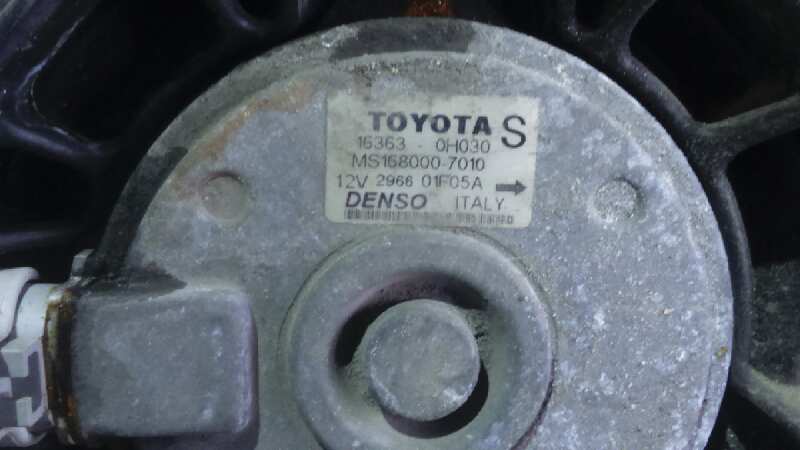 TOYOTA S
16363 - 0H030
MS168000-7010
12V 2966 01F05A →
DENSO ITALY